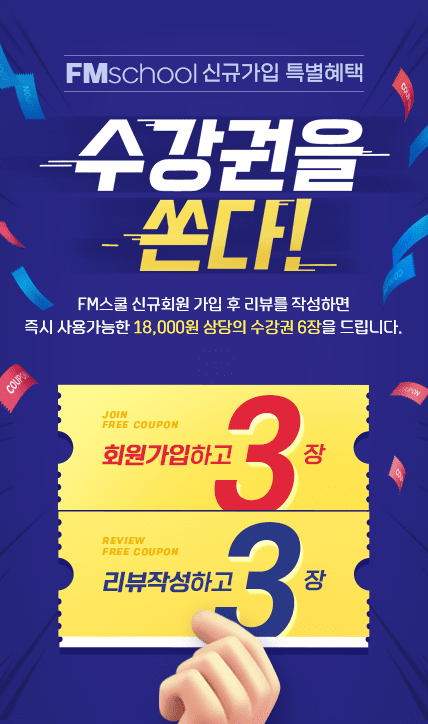 FMschool 신규가입 특별혜택
수강권을
쏜다!
FM스쿨 신규회원 가입 후 리뷰를 작성하면
즉시 사용가능한 18,000원 상당의 수강권 6장을 드립니다.
COUPON
COUPON
JOIN
FREE COUPON
회원가입하고 3장
REVIEW
FREE COUPON
리뷰작성하고 3장